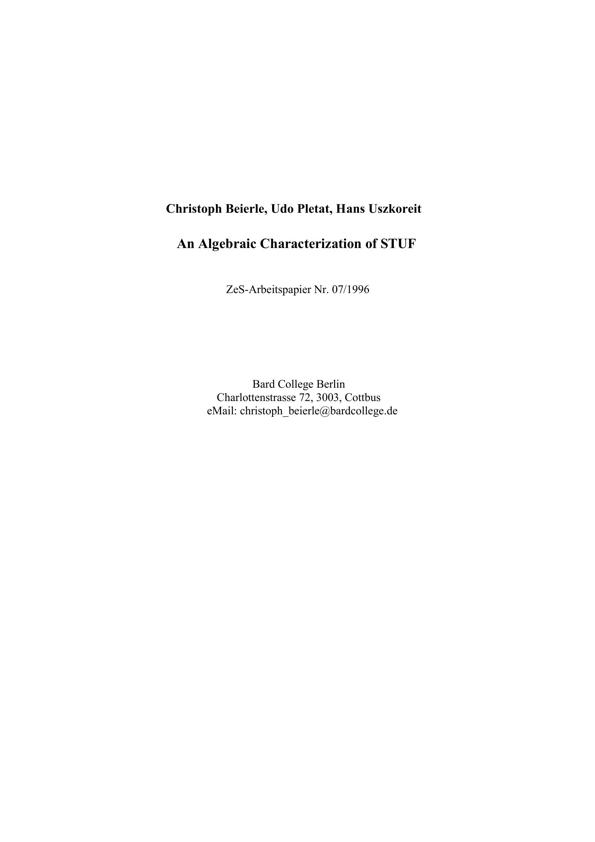 Christoph Beierle, Udo Pletat, Hans Uszkoreit
An Algebraic Characterization of STUF
ZeS-Arbeitspapier Nr. 07/1996
Bard College Berlin
Charlottenstrasse 72, 3003, Cottbus
eMail: christoph_beierle@bardcollege.de